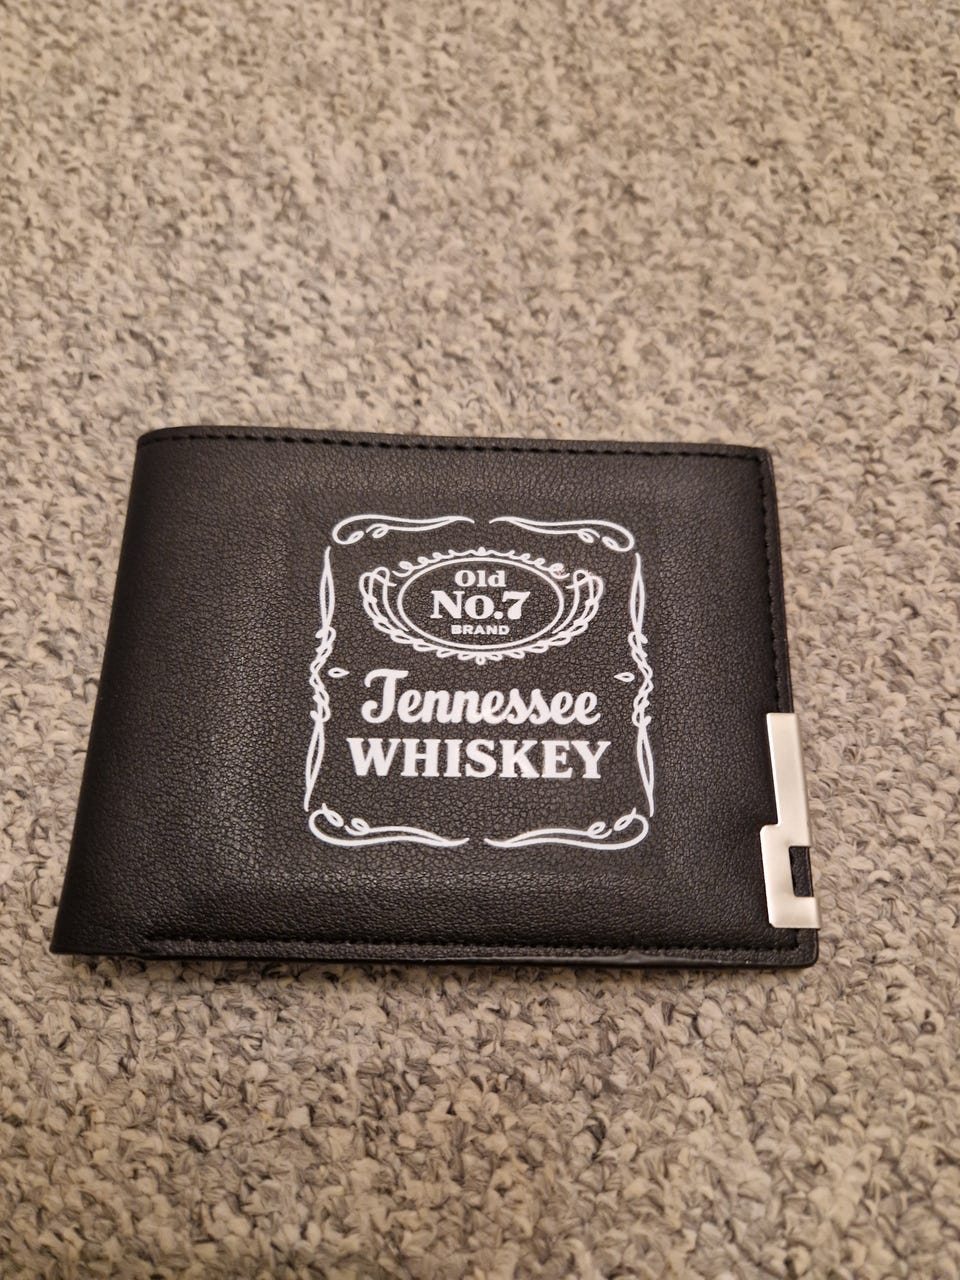 Old
No.7
BRAND
Tennessee
WHISKEY